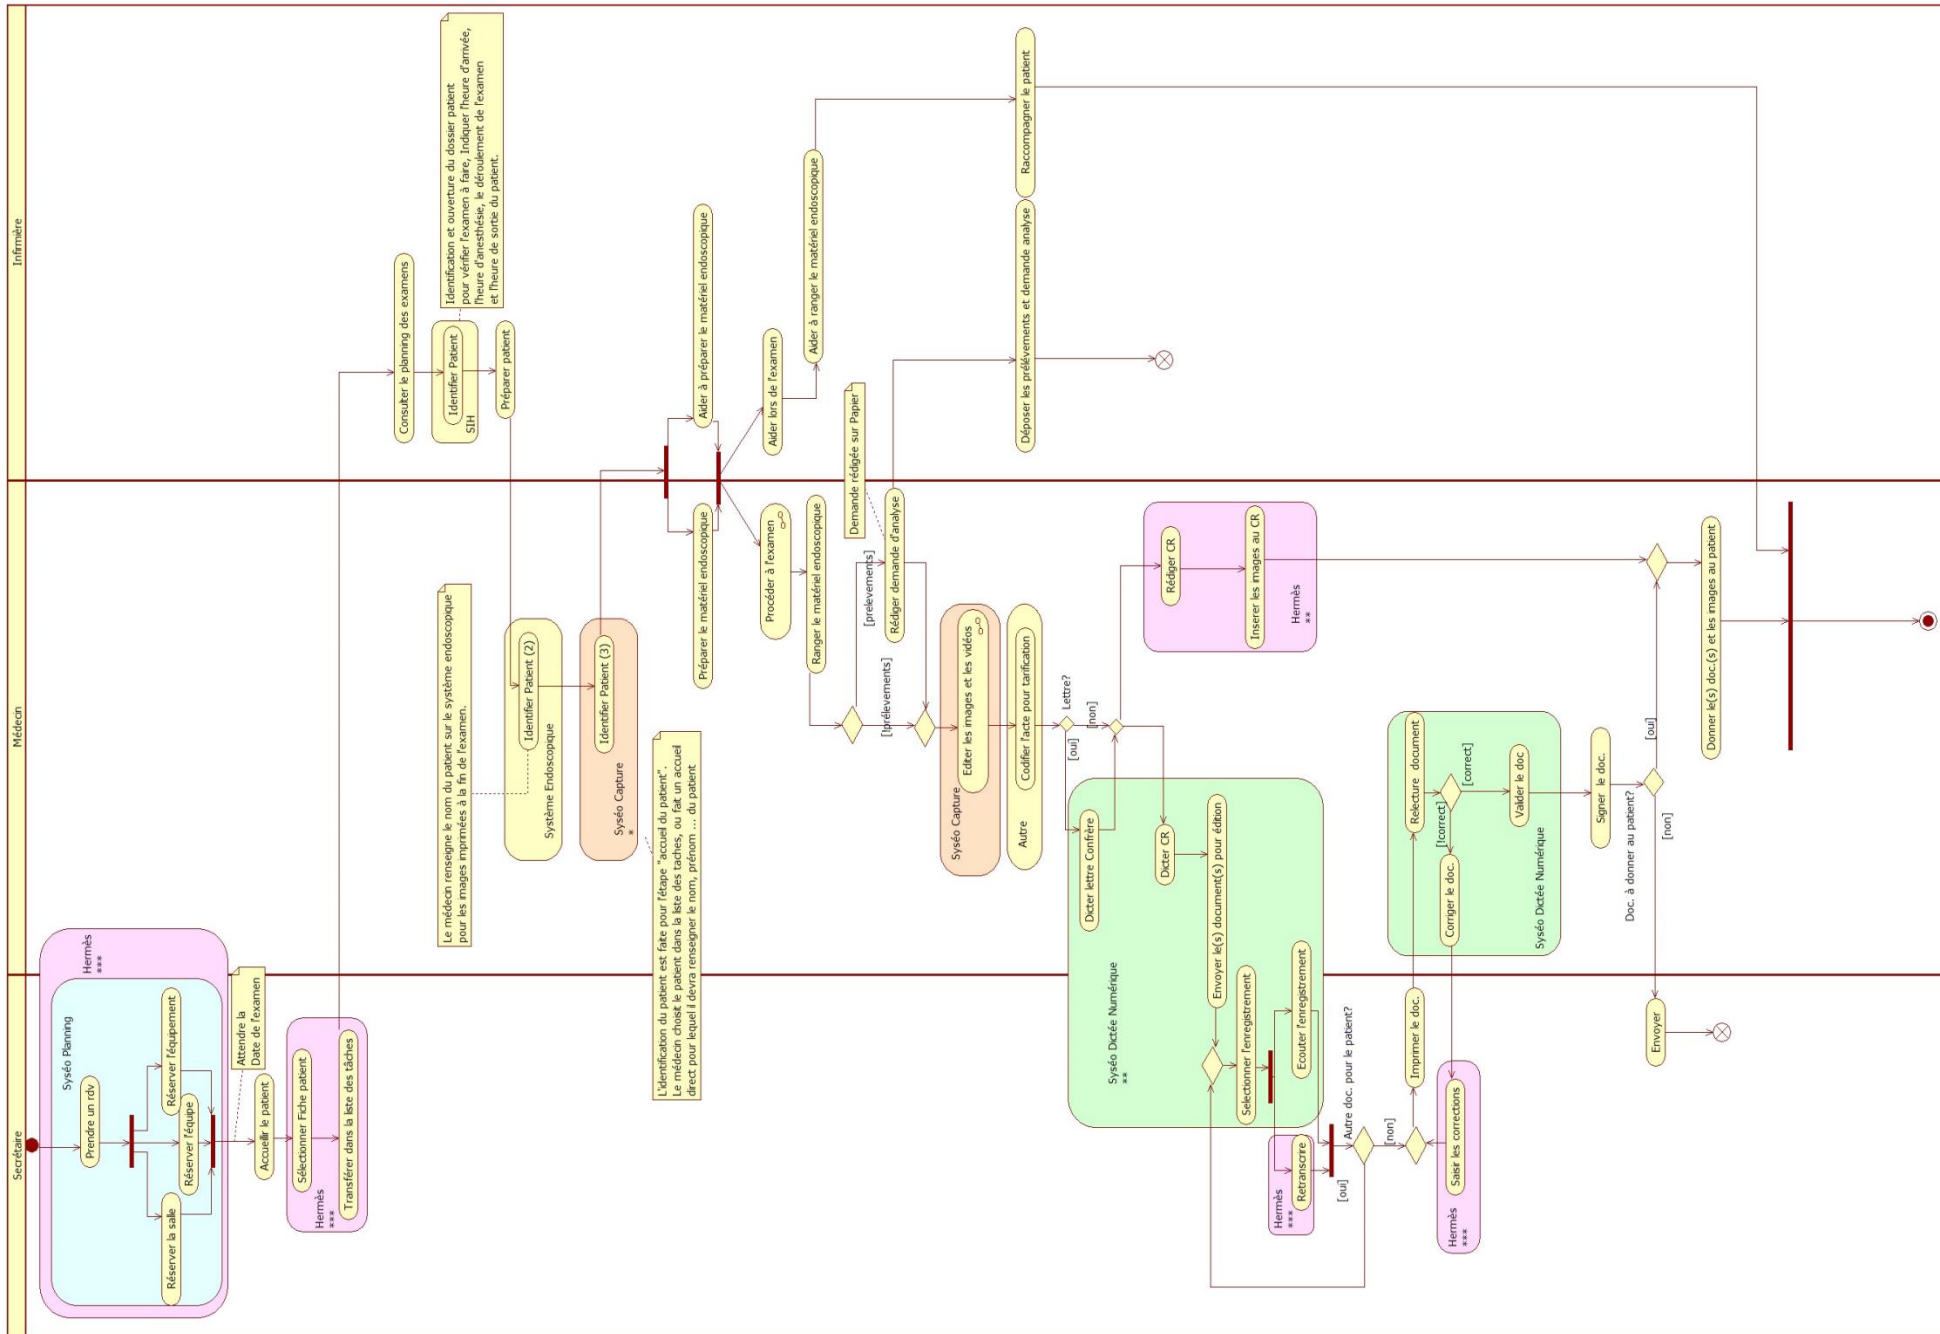 Secrétaire
Médecin
Infirmière
Hermès
***
Syséo Planning
Prendre un rdv
Réserver la salle
Réserver l'équipe
Réserver l'équipement
Attendre la
Date de l'examen
Accueillir le patient
Sélectionner Fiche patient
Transférer dans la liste des tâches
Hermès
***
Consulter le planning des examens
Identifier Patient
SIH
Identification et ouverture du dossier patient
pour vérifier l'examen à faire, Indiquer l'heure d'arrivée,
l'heure d'anesthésie, le déroulement de l'examen
et l'heure de sortie du patient.
Préparer patient
Le médecin renseigne le nom du patient sur le système endoscopique
pour les images imprimées à la fin de l'examen.
Identifier Patient (2)
Système Endoscopique
Identifier Patient (3)
Syséo Capture
*
L'identification du patient est faite pour l'étape "accueil du patient".
Le médecin choisit le patient dans la liste des taches, ou fait un accueil
direct pour lequel il devra renseigner le nom, prénom ... du patient
Préparer le matériel endoscopique
Aider à préparer le matériel endoscopique
Procéder à l'examen
Aider lors de l'examen
Ranger le matériel endoscopique
Aider à ranger le matériel endoscopique
Demande rédigée sur Papier
[prelevements]
[!prélevements]
Rédiger demande d'analyse
Syséo Capture
Editer les images et les vidéos
Autre
Codifier l'acte pour tarification
Déposer les prélévements et demande analyse
Raccompagner le patient
Lettre?
[oui]
[non]
Dicter lettre Confrère
Syséo Dictée Numérique
**
Dicter CR
Envoyer le(s) document(s) pour édition
Selectionner l'enregistrement
Ecouter l'enregistrement
Rédiger CR
Inserer les images au CR
Hermès
**
Hermès
***
Retranscrire
[oui]
Autre doc. pour le patient?
[non]
Imprimer le doc.
Saisir les corrections
Hermès
***
Relecture document
[!correct]
[correct]
Corriger le doc.
Valider le doc
Syséo Dictée Numérique
Signer le doc.
Doc. à donner au patient?
[oui]
[non]
Envoyer
Donner le(s) doc.(s) et les images au patient